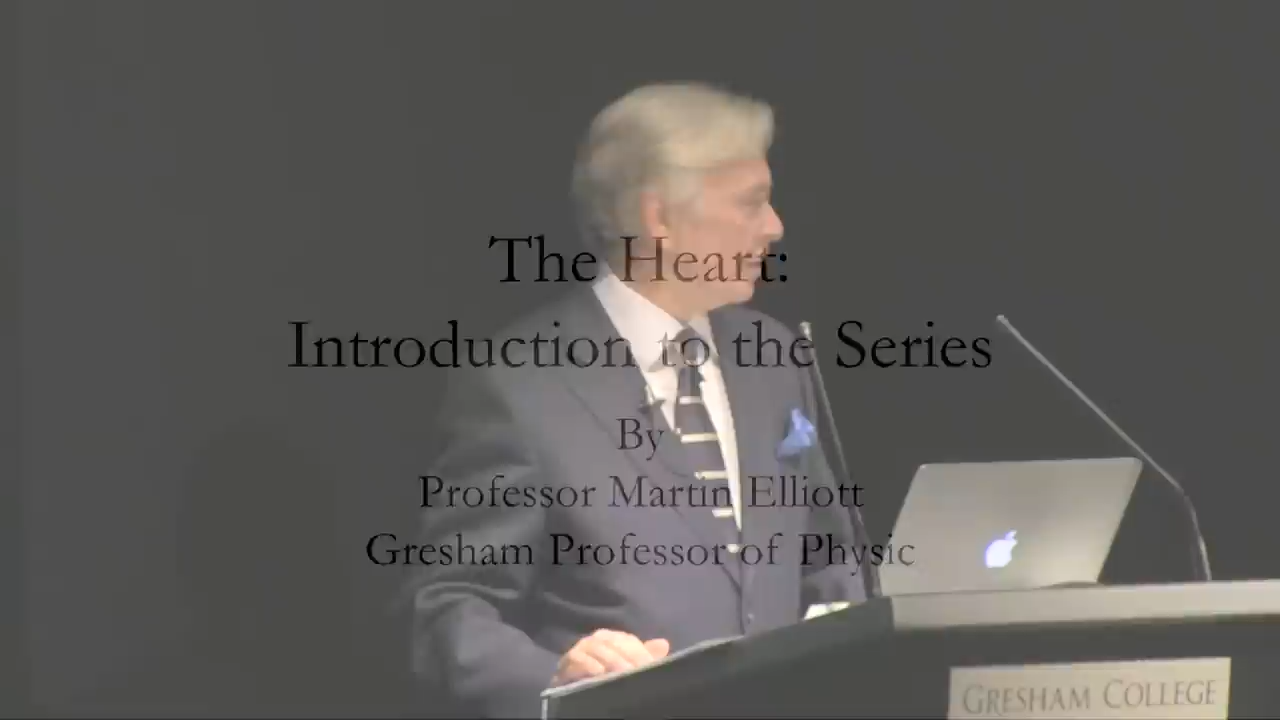 The Heart:
Introduction to the Series
By
Professor Martin Elliott
Gresham Professor of Physic
GRESHAM COLLEGE